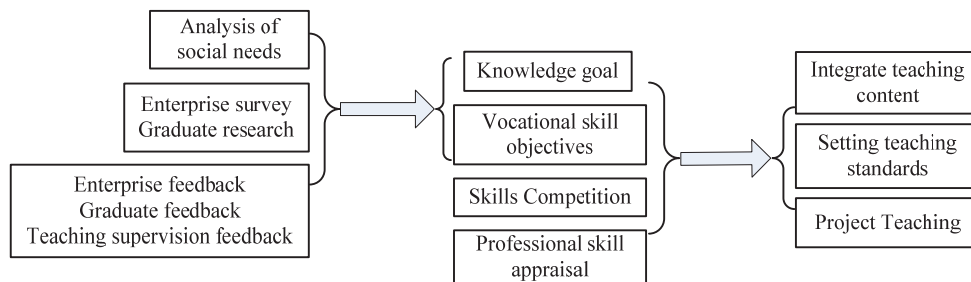 Analysis of
social needs
Enterprise survey
Graduate research
Enterprise feedback
Graduate feedback
Teaching supervision feedback
Knowledge goal
Vocational skill
objectives
Skills Competition
Professional skill
appraisal
Integrate teaching
content
Setting teaching
standards
Project Teaching